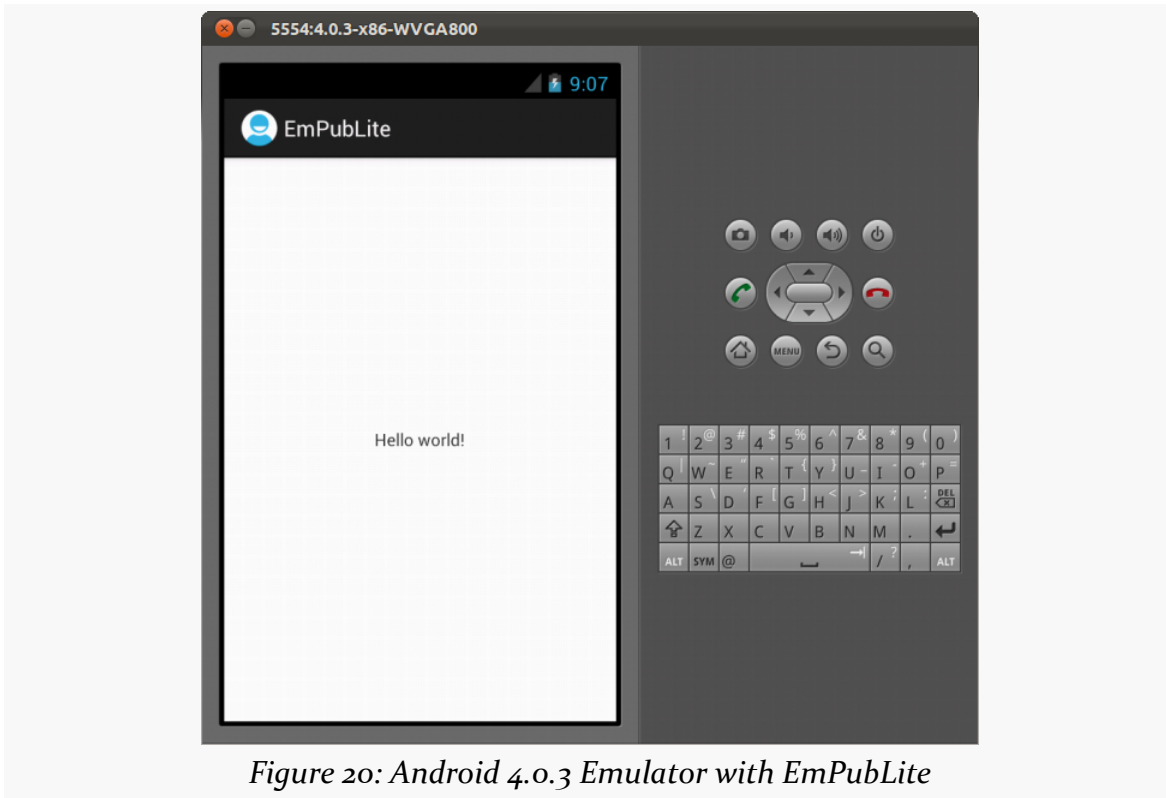 5554:4.0.3-x86-WVGA800
9:07
EmPubLite
Hello world!
MENU
1 ! 2 @ 3 # 4 $ 5 % 6 ^ 7 & 8 * 9 ( 0 )
Q | W ~ E " R ` T { Y } U _ I - O + P =
A S \ D ' F [ G ] H < J > K ; L : DEL
Z X C V B N M .
ALT SYM @ / ? , ALT
Figure 20: Android 4.0.3 Emulator with EmPubLite